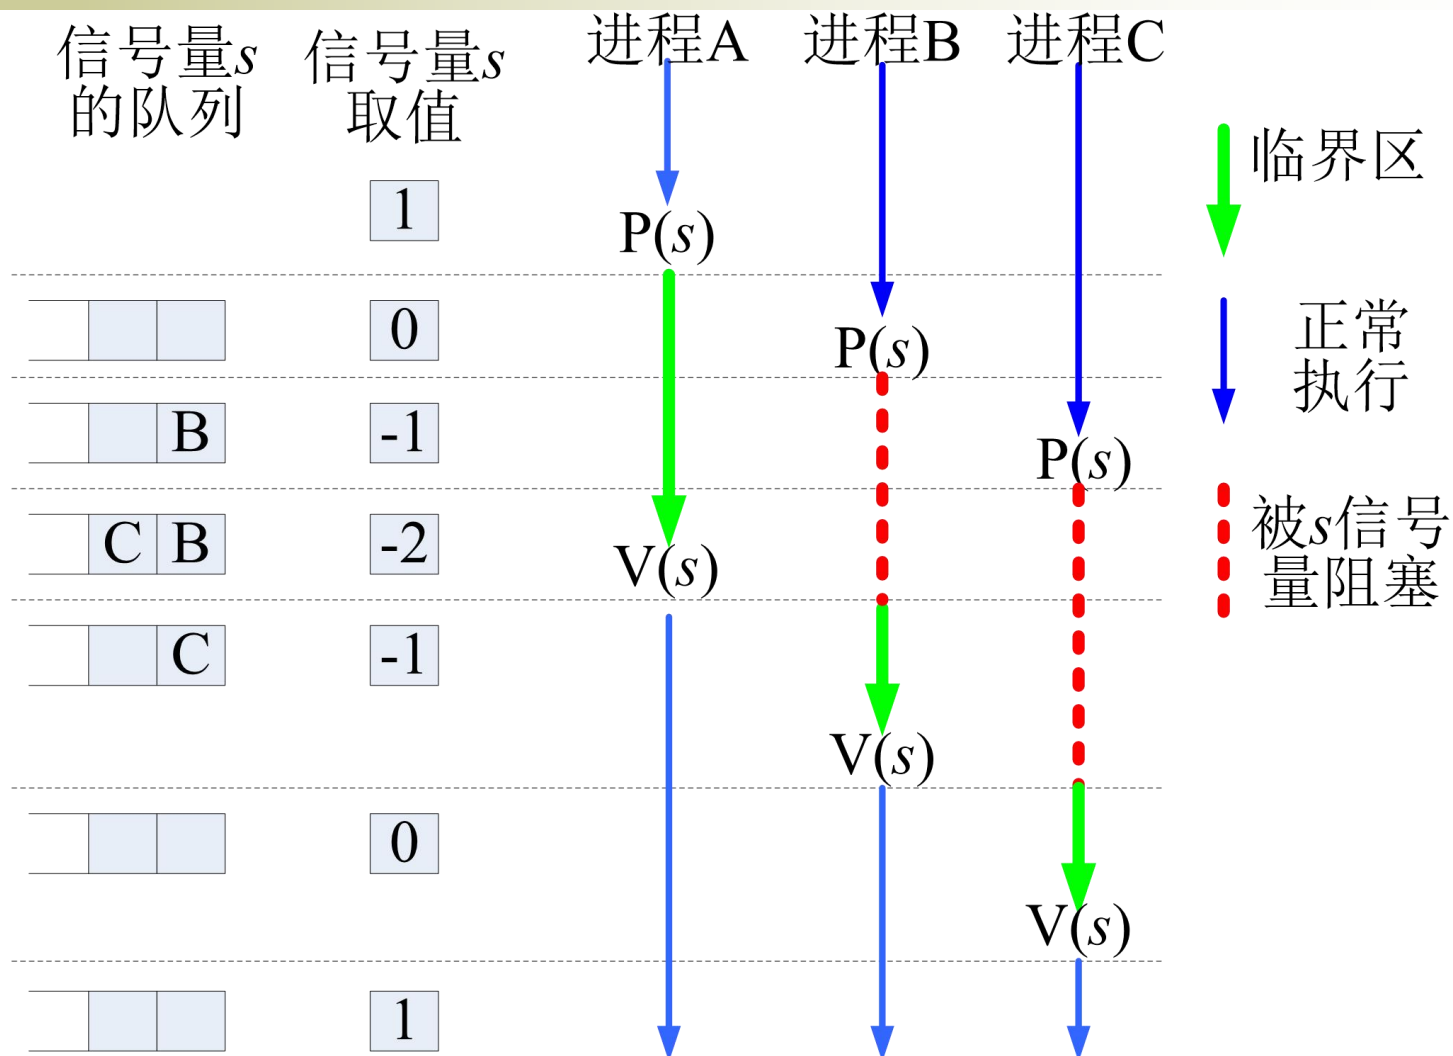 信号量s
的队列
信号量s
取值
进程A
进程B
进程C
临界区
1
P(s)
0
P(s)
正常
执行
B
-1
P(s)
C B
-2
V(s)
被s信号
量阻塞
C
-1
V(s)
0
V(s)
1